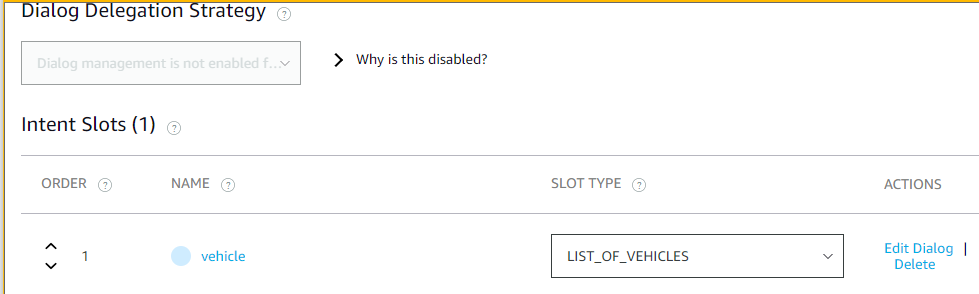 Dialog Delegation Strategy ?
Dialog management is not enabled f...
Why is this disabled?
Intent Slots (1) ?
ORDER ? NAME ? SLOT TYPE ? ACTIONS
1 vehicle LIST_OF_VEHICLES Edit Dialog |
Delete